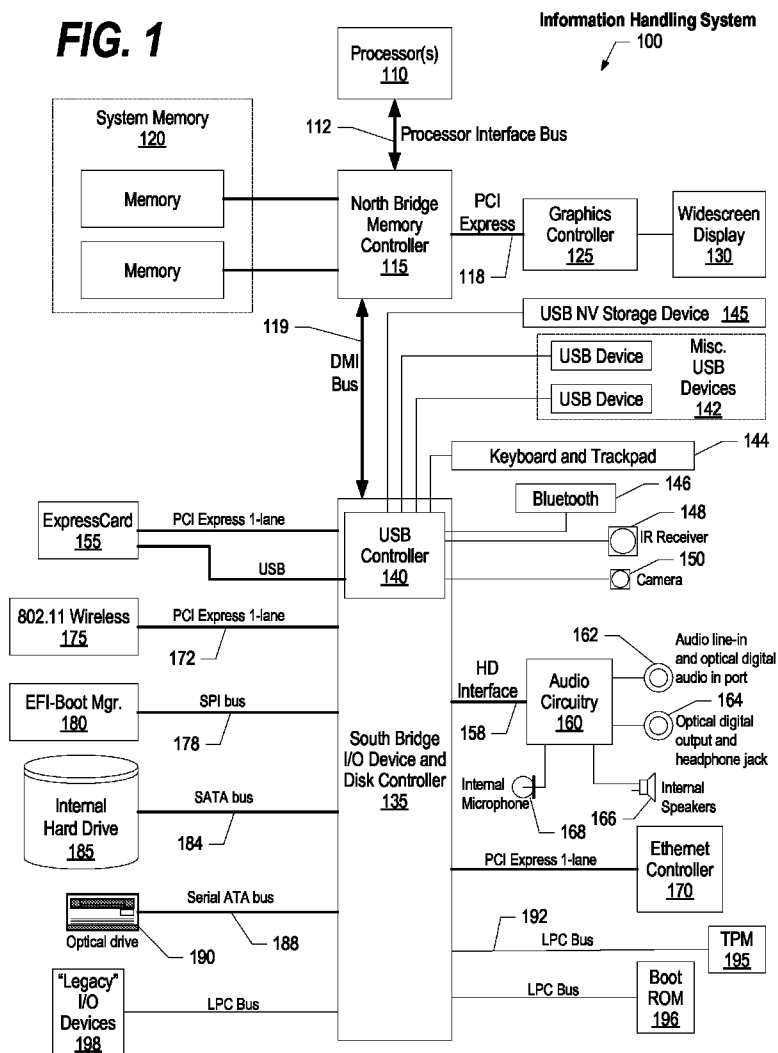 FIG. 1
Information Handling System
100
Processor(s)
110
112
Processor Interface Bus
System Memory
120
Memory
Memory
North Bridge
Memory
Controller
115
PCI
Express
118
Graphics
Controller
125
Widescreen
Display
130
119
DMI
Bus
USB NV Storage Device 145
USB Device
USB Device
Misc.
USB
Devices
142
144
Keyboard and Trackpad
146
Bluetooth
148
IR Receiver
150
Camera
ExpressCard
155
PCI Express 1-lane
USB
USB
Controller
140
802.11 Wireless
175
PCI Express 1-lane
172
EFI-Boot Mgr.
180
SPI bus
178
Internal
Hard Drive
185
SATA bus
184
South Bridge
I/O Device and
Disk Controller
135
HD
Interface
158
Audio
Circuitry
160
162
Audio line-in
and optical digital
audio in port
164
Optical digital
output and
headphone jack
Internal
Microphone
168
166
Internal
Speakers
PCI Express 1-lane
Ethernet
Controller
170
Serial ATA bus
188
Optical drive
190
192
LPC Bus
TPM
195
"Legacy"
I/O
Devices
198
LPC Bus
LPC Bus
Boot
ROM
196